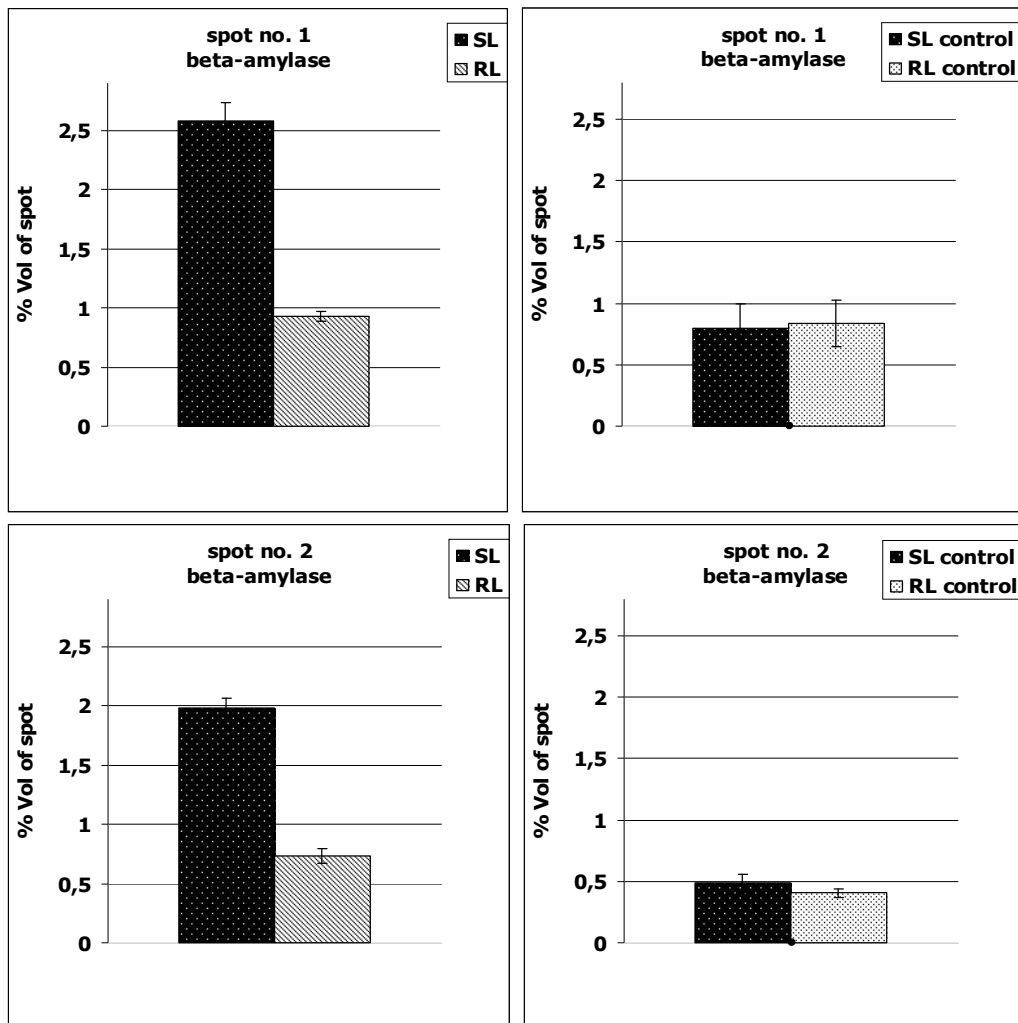 spot no. 1
beta-amylase
SL
RL
% Vol of spot
2,5
2
1,5
1
0,5
0
spot no. 1
beta-amylase
SL control
RL control
% Vol of spot
2,5
2
1,5
1
0,5
0
spot no. 2
beta-amylase
SL
RL
% Vol of spot
2,5
2
1,5
1
0,5
0
spot no. 2
beta-amylase
SL control
RL control
% Vol of spot
2,5
2
1,5
1
0,5
0